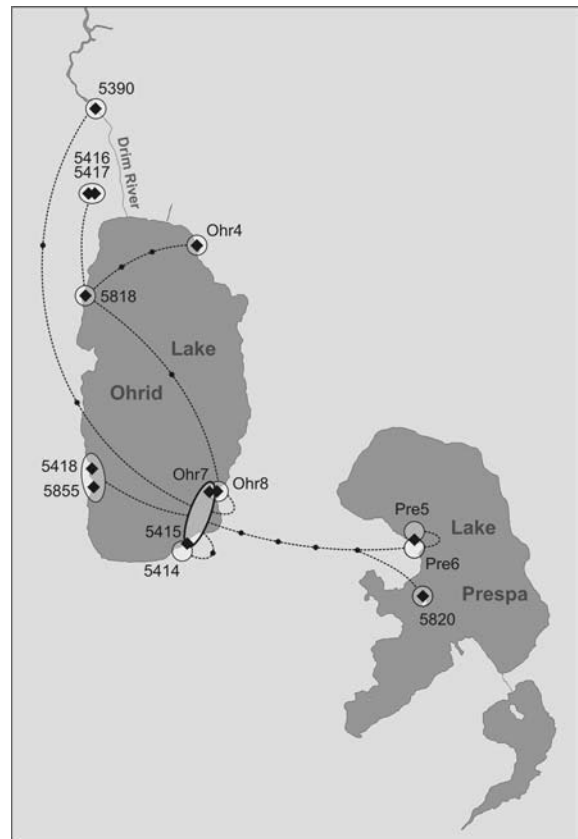 5390
Drim River
5416
5417
Ohr4
5818
Lake
Ohrid
5418
5855
Ohr7
Ohr8
5415
5414
Pre5
Lake
Pre6
Prespa
5820